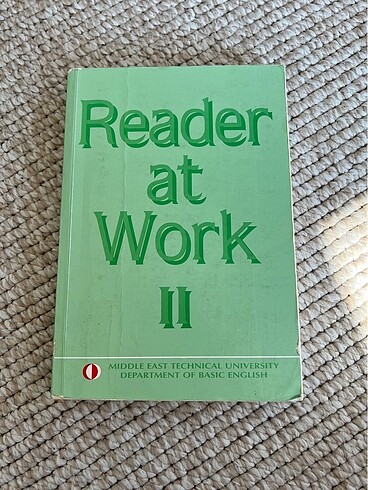 Reader
at
Work
II
MIDDLE EAST TECHNICAL UNIVERSITY
DEPARTMENT OF BASIC ENGLISH